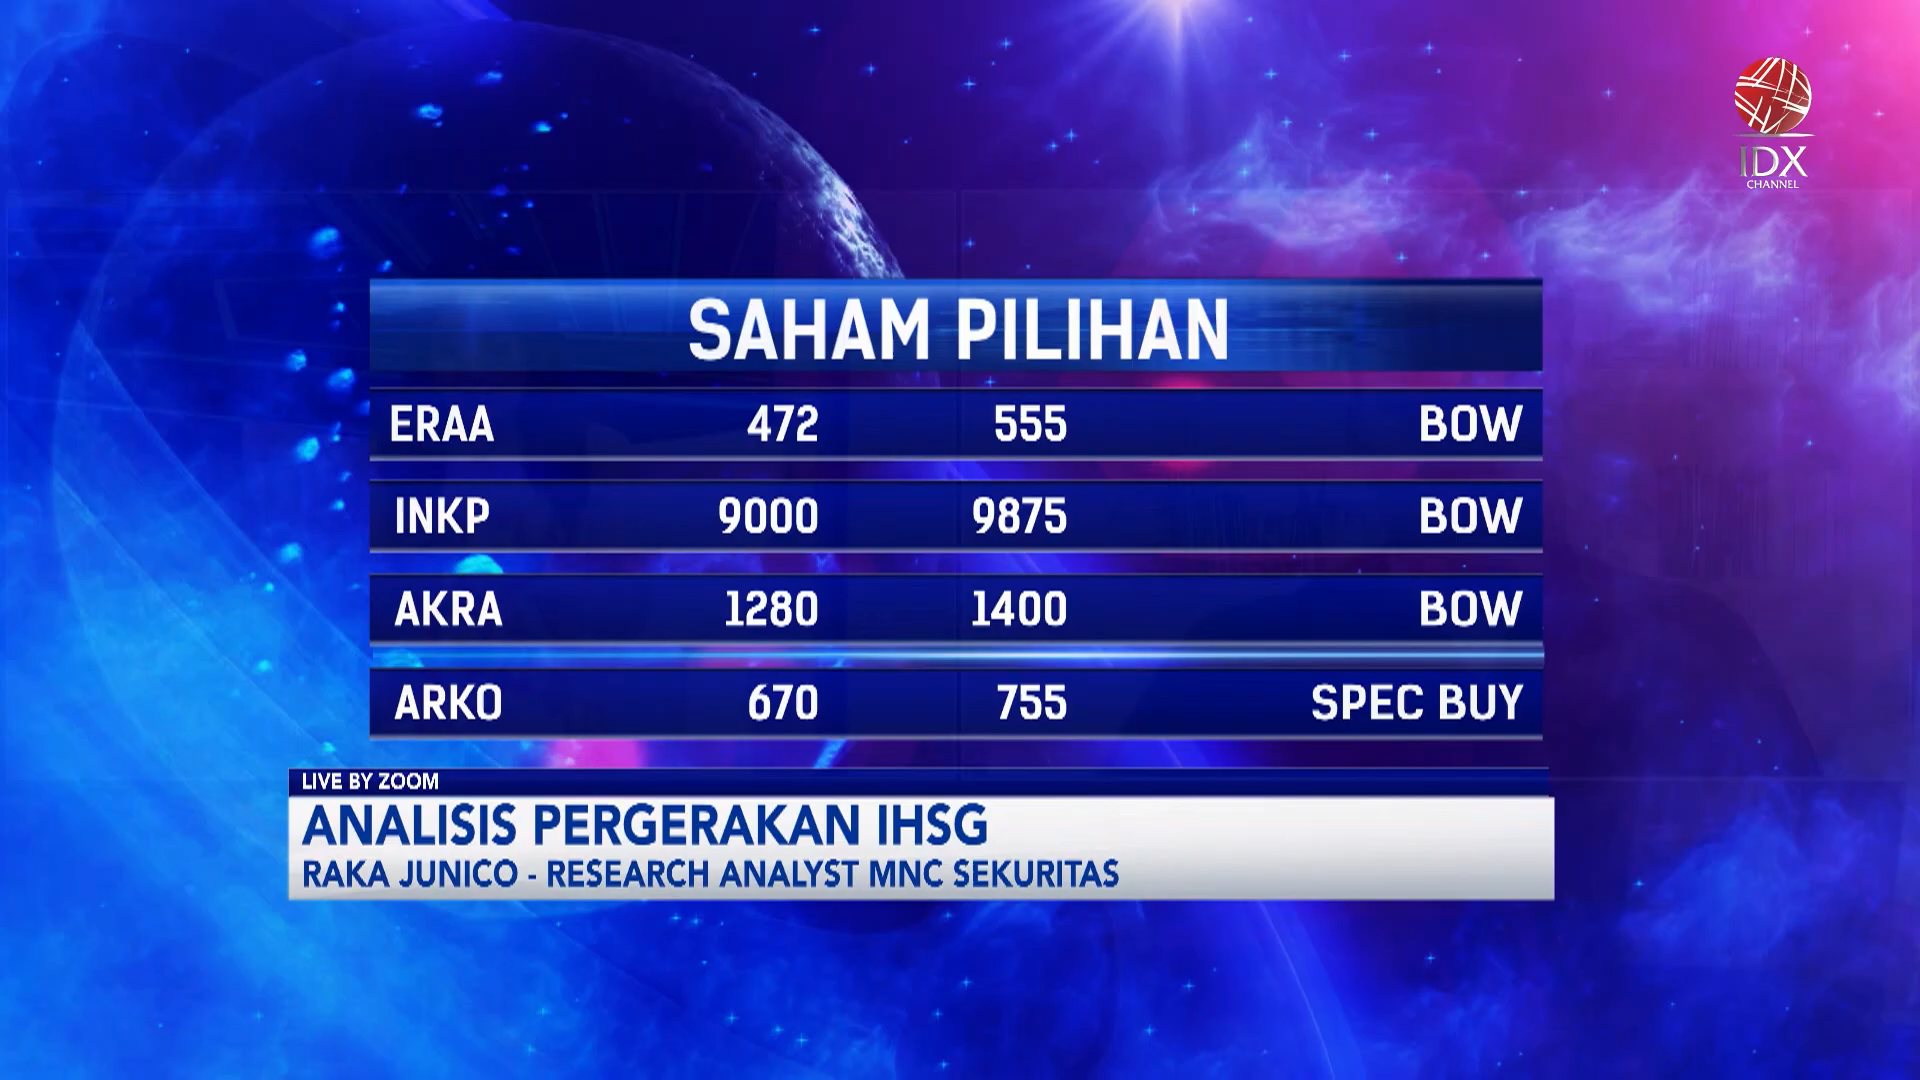 IDX
CHANNEL
SAHAM PILIHAN
ERAA 472 555 BOW
INKP 9000 9875 BOW
AKRA 1280 1400 BOW
ARKO 670 755 SPEC BUY
LIVE BY ZOOM
ANALISIS PERGERAKAN IHSG
RAKA JUNICO - RESEARCH ANALYST MNC SEKURITAS